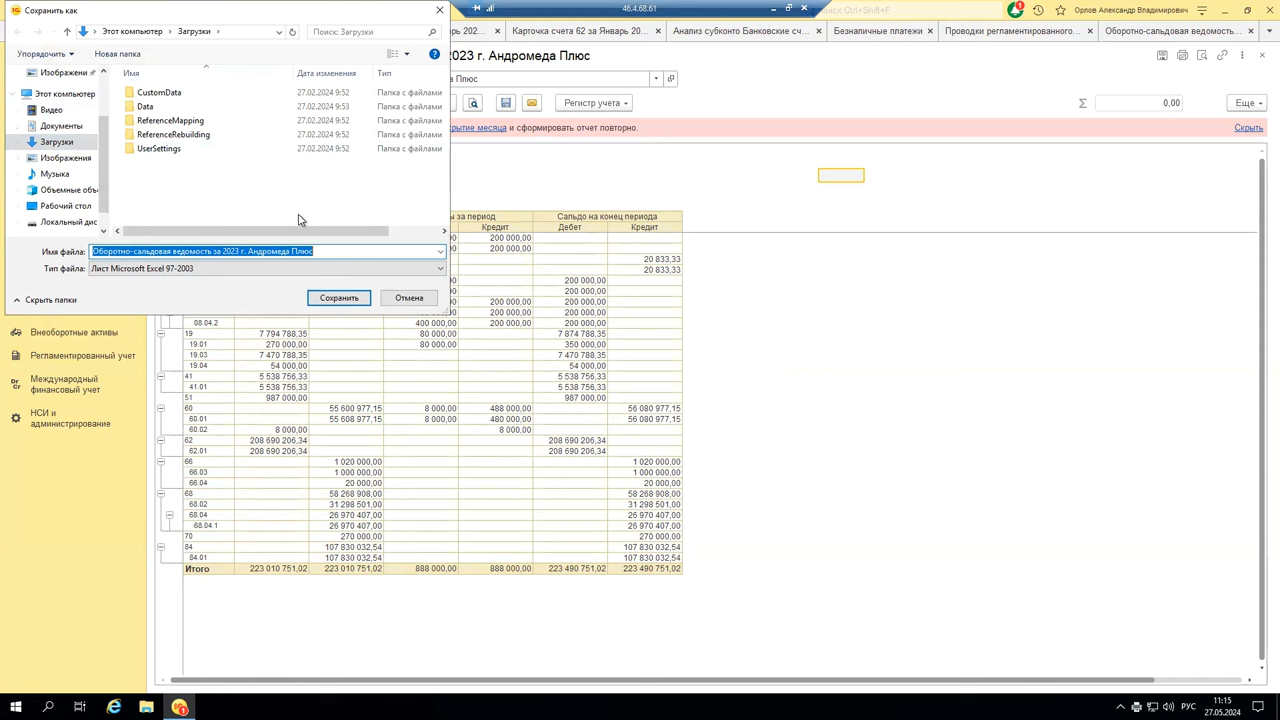 Сохранить как
46.4.68.61
поиск Ctrl+Shift+F
Орлов Александр Владимирович
Этот компьютер > Загрузки >
Поиск: Загрузки
Карточка счета 62 за Январь 202...
Анализ субконто Банковские сч...
Безналичные платежи
Проводки регламентированного...
Оборотно-сальдовая ведомость...
Упорядочить
Новая папка
2023 г. Андромеда Плюс
Имя
Дата изменения
Тип
Изображени
Этот компьютер
Видео
Документы
Загрузки
Изображения
Музыка
Объемные объ
Рабочий стол
Локальный дис
CustomData 27.02.2024 9:52 Папка с файлами
Data 27.02.2024 9:53 Папка с файлами
ReferenceMapping 27.02.2024 9:52 Папка с файлами
ReferenceRebuilding 27.02.2024 9:52 Папка с файлами
UserSettings 27.02.2024 9:52 Папка с файлами
Плюс
Регистр учета
Σ 0,00
Еще
крытие месяца и сформировать отчет повторно.
Скрыть
Имя файла: Оборотно-сальдовая ведомость за 2023 г. Андромеда Плюс
Тип файла: Лист Microsoft Excel 97-2003
Скрыть папки
Сохранить
Отмена
Внеоборотные активы
Регламентированный учет
Международный
финансовый учет
НСИ и
администрирование
ы за период Сальдо на конец периода
Кредит Дебет Кредит
00 200 000,00
00 200 000,00
20 833,33
20 833,33
00 200 000,00
00 200 000,00
00 200 000,00 200 000,00
00 200 000,00 200 000,00
08.04.2 400 000,00 200 000,00 200 000,00
19 7 794 788,35 80 000,00 7 874 788,35
19.01 270 000,00 80 000,00 350 000,00
19.03 7 470 788,35 7 470 788,35
19.04 54 000,00 54 000,00
41 5 538 756,33 5 538 756,33
41.01 5 538 756,33 5 538 756,33
51 987 000,00 987 000,00
60 55 600 977,15 8 000,00 488 000,00 56 080 977,15
60.01 55 608 977,15 8 000,00 480 000,00 56 080 977,15
60.02 8 000,00 8 000,00
62 208 690 206,34 208 690 206,34
62.01 208 690 206,34 208 690 206,34
66 1 020 000,00 1 020 000,00
66.03 1 000 000,00 1 000 000,00
66.04 20 000,00 20 000,00
68 58 268 908,00 58 268 908,00
68.02 31 298 501,00 31 298 501,00
68.04 26 970 407,00 26 970 407,00
68.04.1 26 970 407,00 26 970 407,00
70 270 000,00 270 000,00
84 107 830 032,54 107 830 032,54
84.01 107 830 032,54 107 830 032,54
Итого 223 010 751,02 223 010 751,02 888 000,00 888 000,00 223 490 751,02 223 490 751,02
РУС
11:15
27.05.2024